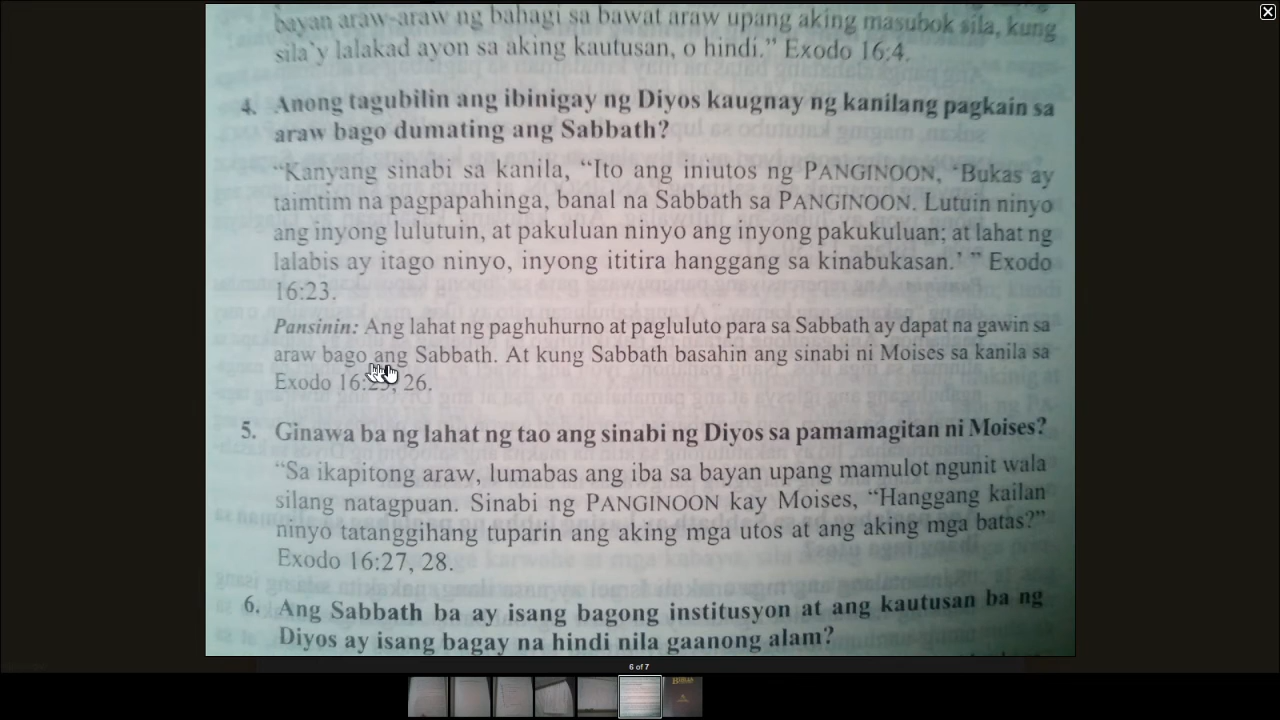 bayan araw-araw ng bahagi sa bawat araw upang aking masubok sila, kung
sila'y lalakad ayon sa aking kautusan, o hindi.” Exodo 16:4.
4. Anong tagubilin ang ibinigay ng Diyos kaugnay ng kanilang pagkain sa
araw bago dumating ang Sabbath?
“Kanyang sinabi sa kanila, “Ito ang iniutos ng PANGINOON, ‘Bukas ay
taimtim na pagpapahinga, banal na Sabbath sa PANGINOON. Lutuin ninyo
ang inyong lulutuin, at pakuluan ninyo ang inyong pakukuluan; at lahat ng
lalabis ay itago ninyo, inyong ititira hanggang sa kinabukasan.’ ” Exodo
16:23.
Pansinin: Ang lahat ng paghuhurno at pagluluto para sa Sabbath ay dapat na gawin sa
araw bago ang Sabbath. At kung Sabbath basahin ang sinabi ni Moises sa kanila sa
Exodo 16:25, 26.
5. Ginawa ba ng lahat ng tao ang sinabi ng Diyos sa pamamagitan ni Moises?
“Sa ikapitong araw, lumabas ang iba sa bayan upang mamulot ngunit wala
silang natagpuan. Sinabi ng PANGINOON kay Moises, “Hanggang kailan
ninyo tatanggihang tuparin ang aking mga utos at ang aking mga batas?”
Exodo 16:27, 28.
6. Ang Sabbath ba ay isang bagong institusyon at ang kautusan ba ng
Diyos ay isang bagay na hindi nila gaanong alam?
6 of 7